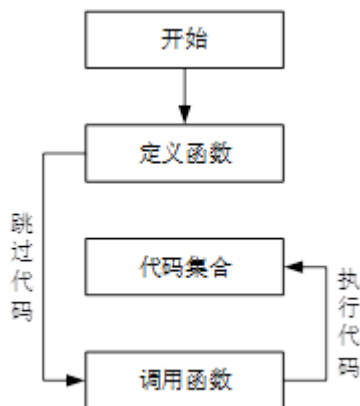 开始
定义函数
跳过代码
代码集合
执行代码
调用函数